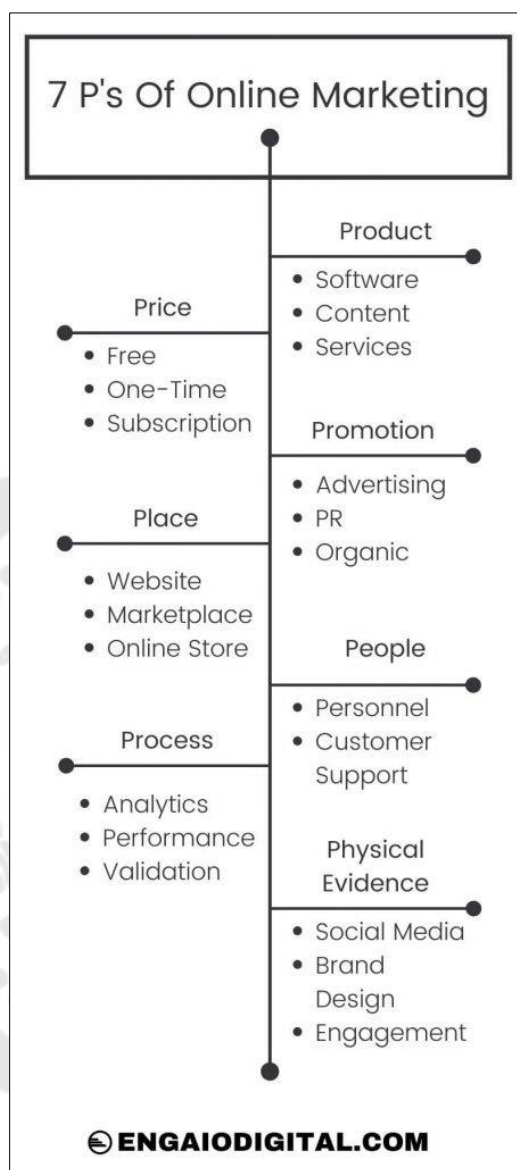 7 P's Of Online Marketing
Product
• Software
• Content
• Services
Price
• Free
• One-Time
• Subscription
Promotion
• Advertising
• PR
• Organic
Place
• Website
• Marketplace
• Online Store
People
• Personnel
• Customer
Support
Process
• Analytics
• Performance
• Validation
Physical
Evidence
• Social Media
• Brand
Design
• Engagement
ENGAIODIGITAL.COM